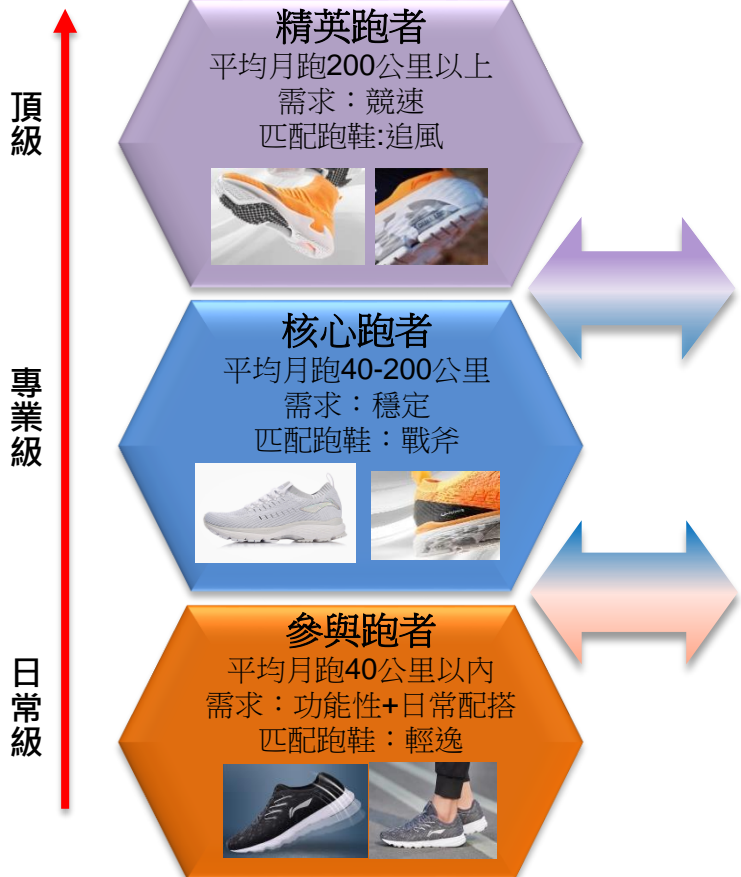 頂級
精英跑者
平均月跑200公里以上
需求：競速
匹配跑鞋:追風
專業級
核心跑者
平均月跑40-200公里
需求：穩定
匹配跑鞋：戰斧
日常級
參與跑者
平均月跑40公里以內
需求：功能性+日常配搭
匹配跑鞋：輕逸